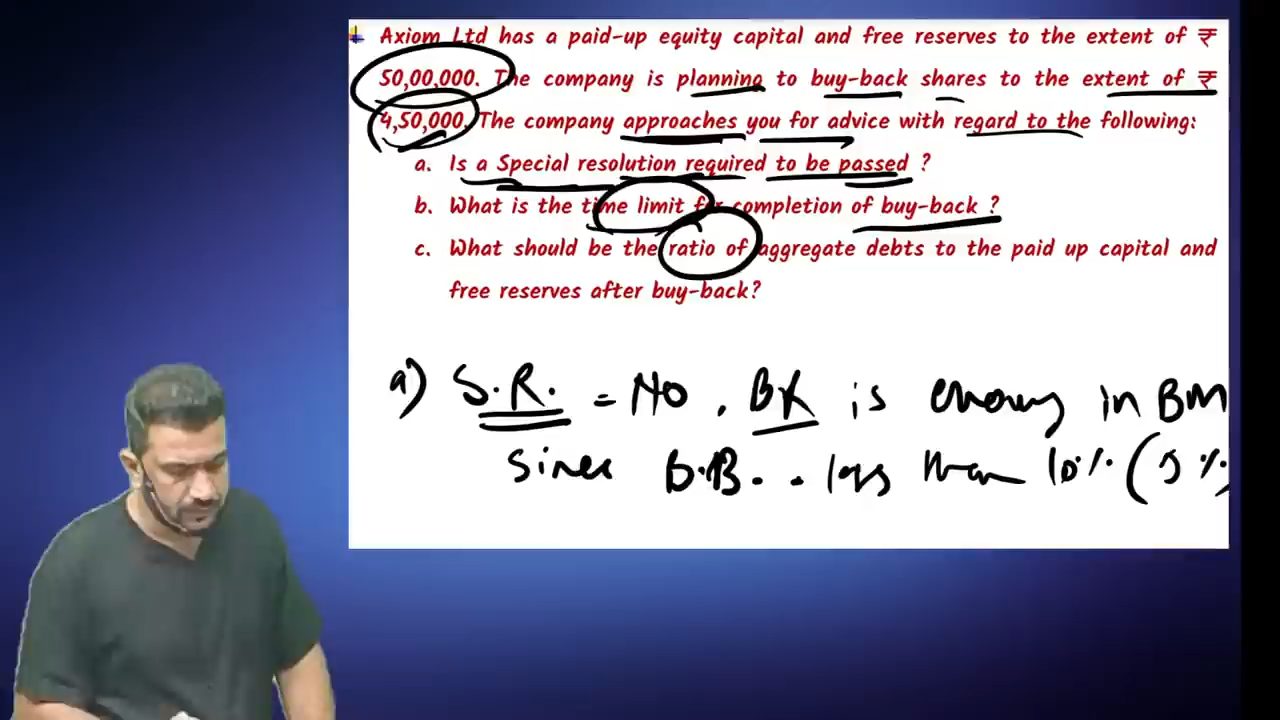 Axiom Ltd has a paid-up equity capital and free reserves to the extent of ₹
50,00,000. The company is planning to buy-back shares to the extent of ₹
4,50,000. The company approaches you for advice with regard to the following:
a. Is a Special resolution required to be passed ?
b. What is the time limit for completion of buy-back ?
c. What should be the ratio of aggregate debts to the paid up capital and
free reserves after buy-back?
a) S.R. = No. is in BM
since B.B. less than 10% (9%